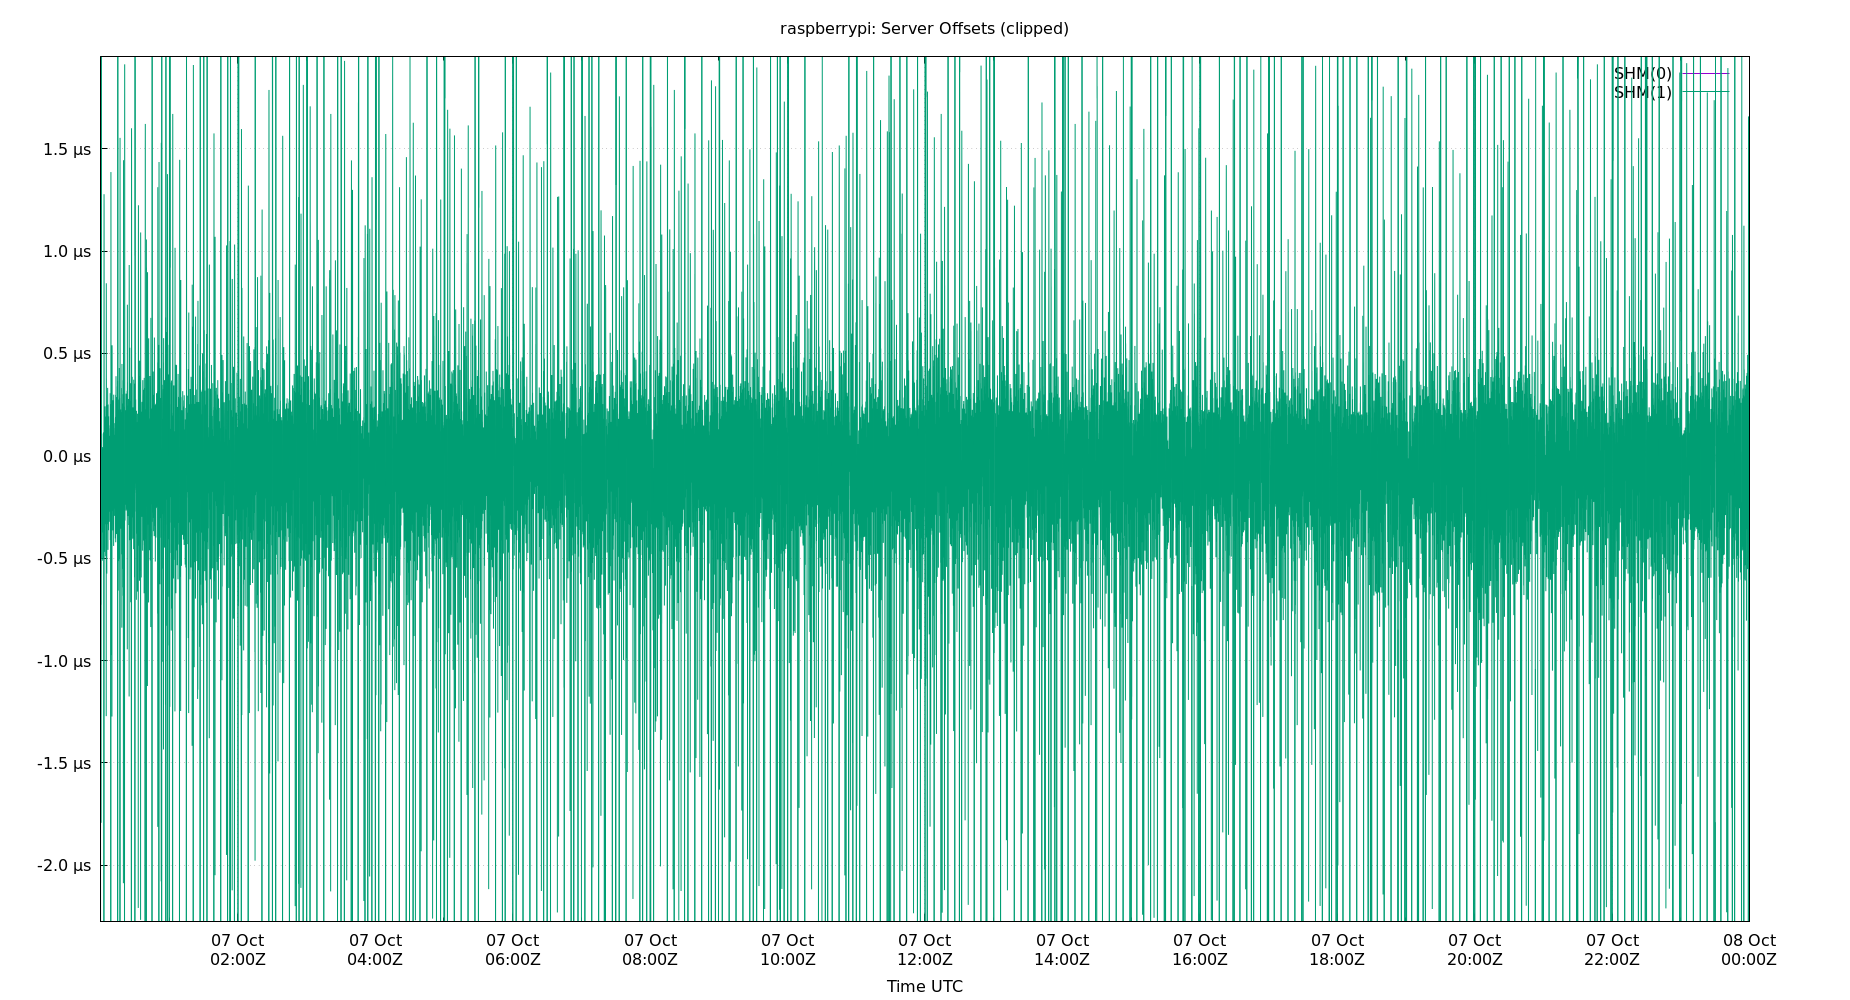 raspberrypi: Server Offsets (clipped)
SHM(0)
SHM(1)
1.5 µs
1.0 µs
0.5 µs
0.0 µs
-0.5 µs
-1.0 µs
-1.5 µs
-2.0 µs
07 Oct 07 Oct 07 Oct 07 Oct 07 Oct 07 Oct 07 Oct 07 Oct 07 Oct 07 Oct 07 Oct 08 Oct
02:00Z 04:00Z 06:00Z 08:00Z 10:00Z 12:00Z 14:00Z 16:00Z 18:00Z 20:00Z 22:00Z 00:00Z
Time UTC